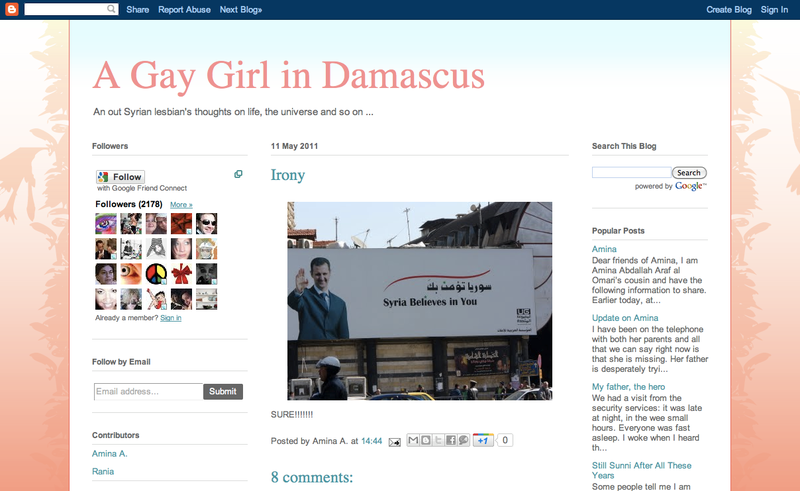 Share Report Abuse Next Blog» Create Blog Sign In
A Gay Girl in Damascus
An out Syrian lesbian's thoughts on life, the universe and so on ...
Followers
Follow
with Google Friend Connect
Followers (2178) More »
Already a member? Sign in
Follow by Email
Email address... Submit
Contributors
Amina A.
Rania
11 May 2011
Irony
سوريا تؤمن بك
Syria Believes in You
UG
SURE!!!!!!!
Posted by Amina A. at 14:44
+1 0
8 comments:
Search This Blog
Search
powered by Google™
Popular Posts
Amina
Dear friends of Amina, I am
Amina Abdallah Araf al
Omari's cousin and have the
following information to share.
Earlier today, at...
Update on Amina
I have been on the telephone
with both her parents and all
that we can say right now is
that she is missing. Her father
is desperately tryi...
My father, the hero
We had a visit from the
security services: it was late
at night, in the wee small
hours. Everyone was fast
asleep. I woke when I heard
th...
Still Sunni After All These
Years
Some people tell me I am